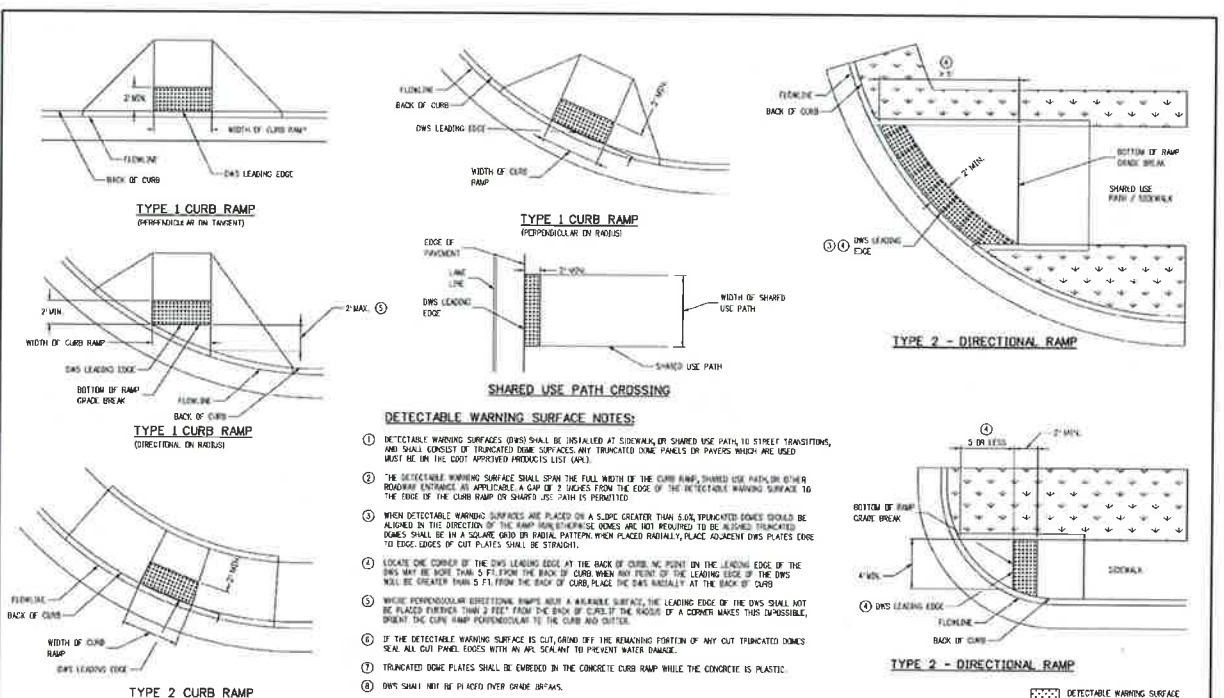 2' MIN.
WIDTH OF CURB RAMP
FLOWLINE
BACK OF CURB
DWS LEADING EDGE
TYPE 1 CURB RAMP
(PERPENDICULAR ON TANGENT)
FLOWLINE
BACK OF CURB
DWS LEADING EDGE
2' MIN.
WIDTH OF CURB
RAMP
TYPE 1 CURB RAMP
(PERPENDICULAR ON RADIUS)
④
≥ 5'
FLOWLINE
BACK OF CURB
2' MIN.
BOTTOM OF RAMP
GRADE BREAK
SHARED USE
PATH / SIDEWALK
③ ④ DWS LEADING
EDGE
TYPE 2 - DIRECTIONAL RAMP
2' MIN.
2' MAX. ⑤
WIDTH OF CURB RAMP
DWS LEADING EDGE
BOTTOM OF RAMP
GRADE BREAK
FLOWLINE
BACK OF CURB
TYPE 1 CURB RAMP
(DIRECTIONAL ON RADIUS)
EDGE OF
PAVEMENT
LANE
LINE
DWS LEADING
EDGE
2' MIN.
WIDTH OF SHARED
USE PATH
SHARED USE PATH
SHARED USE PATH CROSSING
DETECTABLE WARNING SURFACE NOTES:
① DETECTABLE WARNING SURFACES (DWS) SHALL BE INSTALLED AT SIDEWALK, OR SHARED USE PATH, TO STREET TRANSITIONS,
AND SHALL CONSIST OF TRUNCATED DOME SURFACES. ANY TRUNCATED DOME PANELS OR PAVERS WHICH ARE USED
MUST BE ON THE CDOT APPROVED PRODUCTS LIST (APL).
② THE DETECTABLE WARNING SURFACE SHALL SPAN THE FULL WIDTH OF THE CURB RAMP, SHARED USE PATH, OR OTHER
ROADWAY ENTRANCE AS APPLICABLE. A GAP OF 2 INCHES FROM THE EDGE OF THE DETECTABLE WARNING SURFACE TO
THE EDGE OF THE CURB RAMP OR SHARED USE PATH IS PERMITTED
③ WHEN DETECTABLE WARNING SURFACES ARE PLACED ON A SLOPE GREATER THAN 5.0%, TRUNCATED DOMES SHOULD BE
ALIGNED IN THE DIRECTION OF THE RAMP RUN, OTHERWISE DOMES ARE NOT REQUIRED TO BE ALIGNED. TRUNCATED
DOMES SHALL BE IN A SQUARE GRID OR RADIAL PATTERN. WHEN PLACED RADIALLY, PLACE ADJACENT DWS PLATES EDGE
TO EDGE. EDGES OF CUT PLATES SHALL BE STRAIGHT.
④ LOCATE ONE CORNER OF THE DWS LEADING EDGE AT THE BACK OF CURB. NO POINT ON THE LEADING EDGE OF THE
DWS MAY BE MORE THAN 5 FT. FROM THE BACK OF CURB. WHEN ANY POINT OF THE LEADING EDGE OF THE DWS
WILL BE GREATER THAN 5 FT. FROM THE BACK OF CURB, PLACE THE DWS RADIALLY AT THE BACK OF CURB
⑤ WHERE PERPENDICULAR DIRECTIONAL RAMPS ABUT A WALKABLE SURFACE, THE LEADING EDGE OF THE DWS SHALL NOT
BE PLACED FURTHER THAN 2 FEET FROM THE BACK OF CURB. IF THE RADIUS OF A CORNER MAKES THIS IMPOSSIBLE,
ORIENT THE CURB RAMP PERPENDICULAR TO THE CURB AND GUTTER.
⑥ IF THE DETECTABLE WARNING SURFACE IS CUT, GRIND OFF THE REMAINING PORTION OF ANY CUT TRUNCATED DOMES
SEAL ALL CUT PANEL EDGES WITH AN APL SEALANT TO PREVENT WATER DAMAGE.
⑦ TRUNCATED DOME PLATES SHALL BE EMBEDED IN THE CONCRETE CURB RAMP WHILE THE CONCRETE IS PLASTIC.
⑧ DWS SHALL NOT BE PLACED OVER GRADE BREAKS.
2' MIN.
FLOWLINE
BACK OF CURB
WIDTH OF CURB
RAMP
DWS LEADING EDGE
TYPE 2 CURB RAMP
④
5' OR LESS
2' MIN.
BOTTOM OF RAMP
GRADE BREAK
4' MIN.
SIDEWALK
④ DWS LEADING EDGE
FLOWLINE
BACK OF CURB
TYPE 2 - DIRECTIONAL RAMP
DETECTABLE WARNING SURFACE